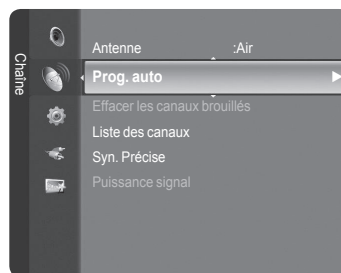 Chaîne
Antenne :Air
Prog. auto
Effacer les canaux brouillés
Liste des canaux
Syn. Précise
Puissance signal